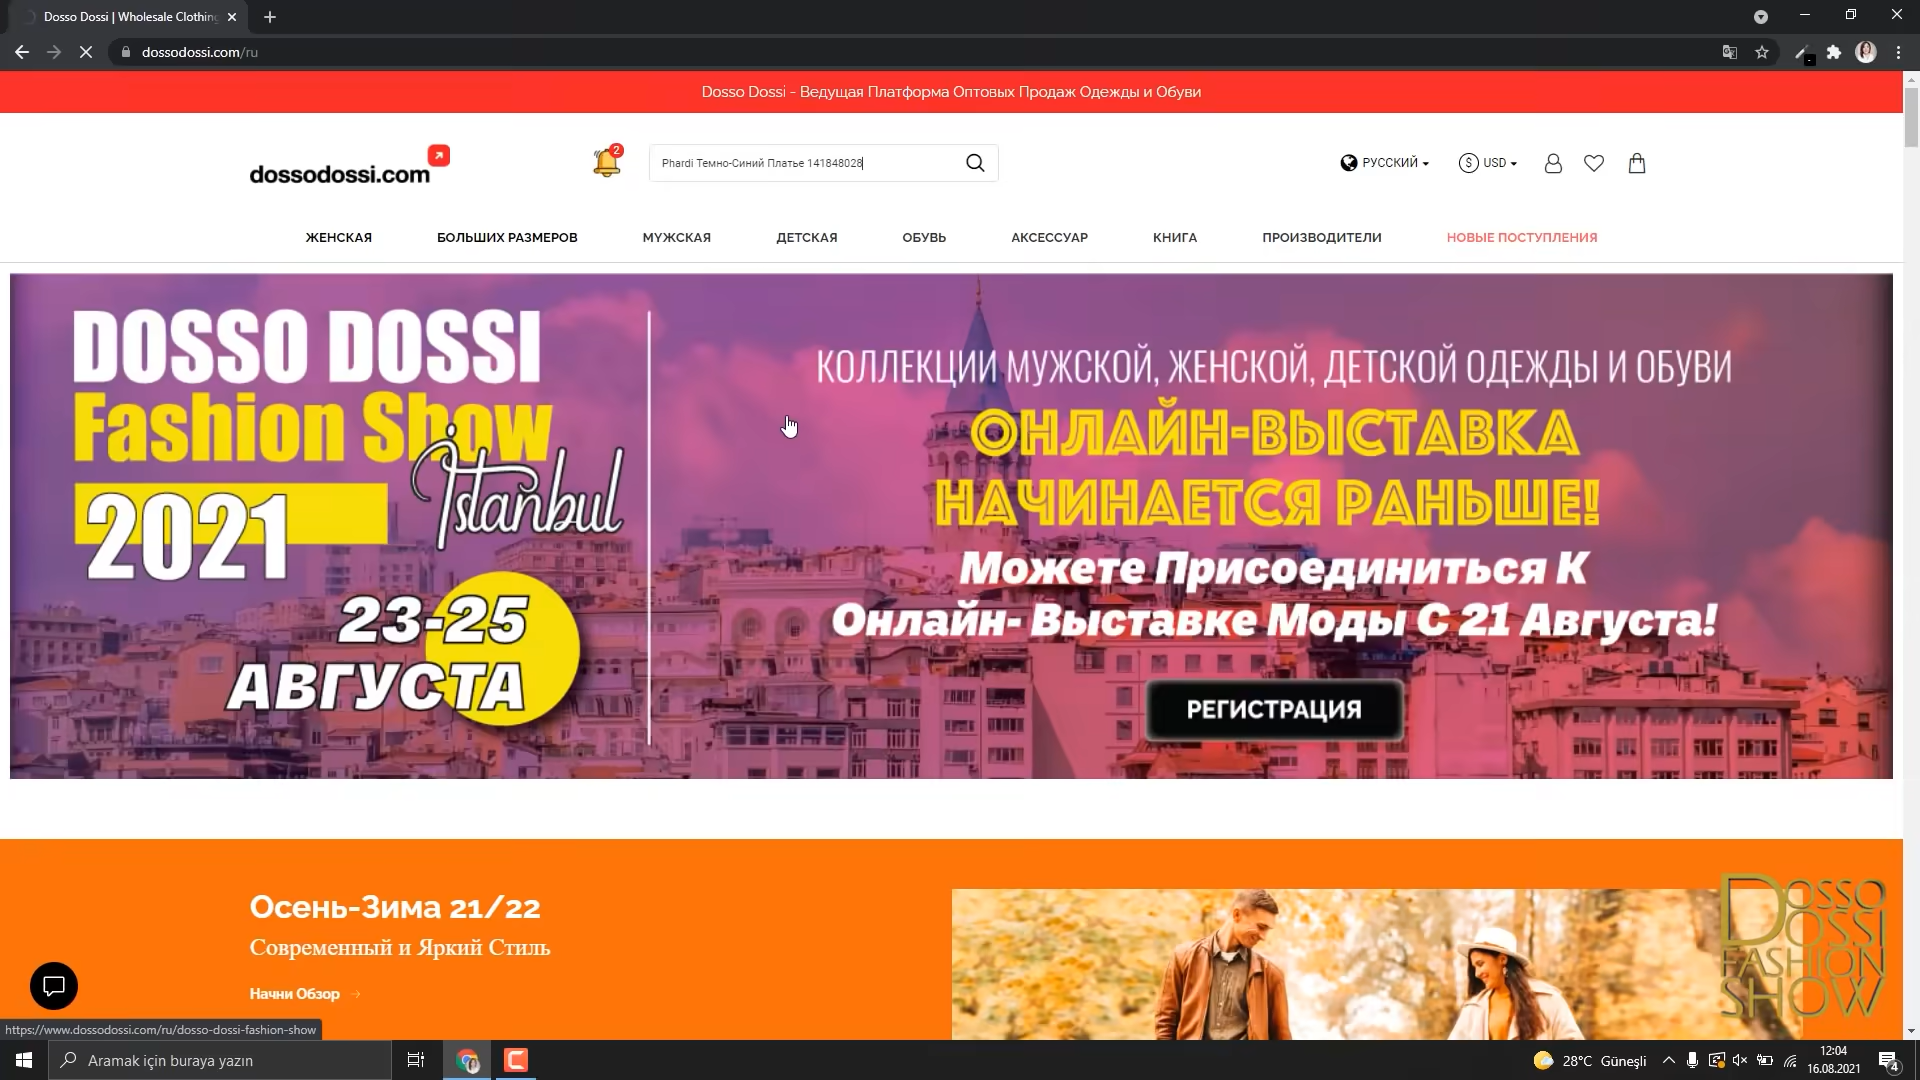 Dosso Dossi | Wholesale Clothing
dossodossi.com/ru
Dosso Dossi - Ведущая Платформа Оптовых Продаж Одежды и Обуви
dossodossi.com
2
Phardi Темно-Синий Платье 141848028
РУССКИЙ
$ USD
ЖЕНСКАЯ
БОЛЬШИХ РАЗМЕРОВ
МУЖСКАЯ
ДЕТСКАЯ
ОБУВЬ
АКСЕССУАР
КНИГА
ПРОИЗВОДИТЕЛИ
НОВЫЕ ПОСТУПЛЕНИЯ
DOSSO DOSSI
Fashion Show
İstanbul
2021
23-25
АВГУСТА
КОЛЛЕКЦИИ МУЖСКОЙ, ЖЕНСКОЙ, ДЕТСКОЙ ОДЕЖДЫ И ОБУВИ
ОНЛАЙН-ВЫСТАВКА
НАЧИНАЕТСЯ РАНЬШЕ!
Можете Присоединиться К
Онлайн- Выставке Моды С 21 Августа!
РЕГИСТРАЦИЯ
Осень-Зима 21/22
Современный и Яркий Стиль
Начни Обзор →
DOSSO
DOSSI
FASHION
SHOW
https://www.dossodossi.com/ru/dosso-dossi-fashion-show
Aramak için buraya yazın
28°C Güneşli
12:04
16.08.2021
4